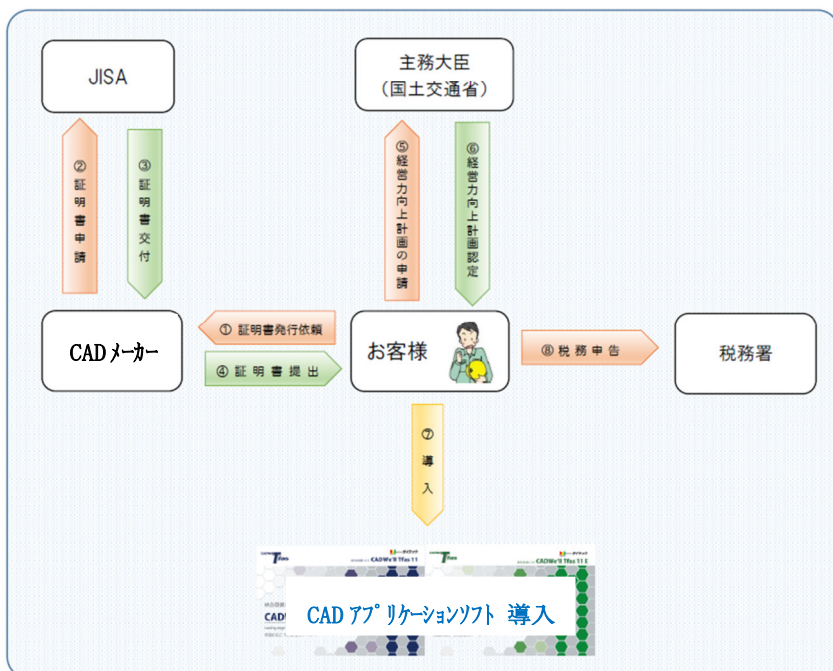 JISA
主務大臣
（国土交通省）
②証明書申請
③証明書交付
⑤経営力向上計画の申請
⑥経営力向上計画認定
CADメーカー
① 証明書発行依頼
④ 証明書提出
お客様
⑧ 税務申告
税務署
⑦導入
Tfas
CADWe'll Tfas 11
Tfas
CADWe'll Tfas 11 E
CADアプリケーションソフト 導入